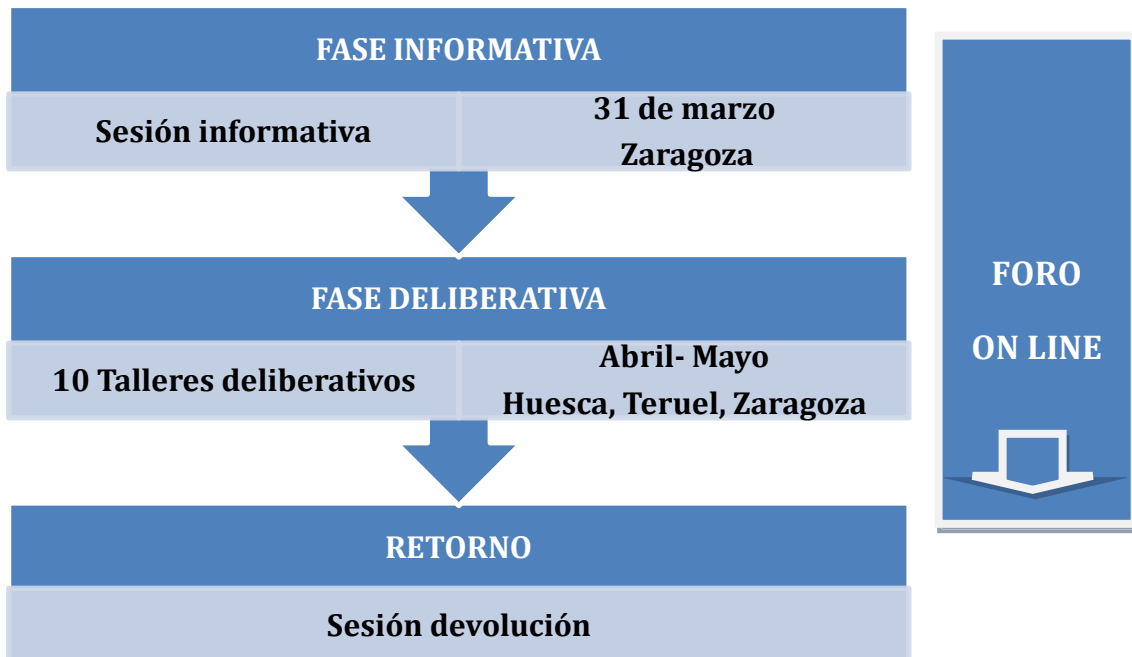 FASE INFORMATIVA
Sesión informativa
31 de marzo
Zaragoza
FASE DELIBERATIVA
10 Talleres deliberativos
Abril- Mayo
Huesca, Teruel, Zaragoza
RETORNO
Sesión devolución
FORO
ON LINE